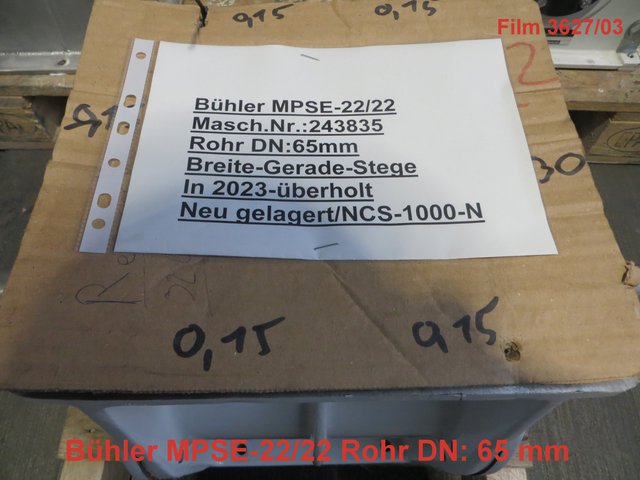 0,15 0,15
Film 3627/03
2
Bühler MPSE-22/22
Masch.Nr.:243835
Rohr DN:65mm
Breite-Gerade-Stege
In 2023-überholt
Neu gelagert/NCS-1000-N
0,15 0,15
Bühler MPSE-22/22 Rohr DN: 65 mm